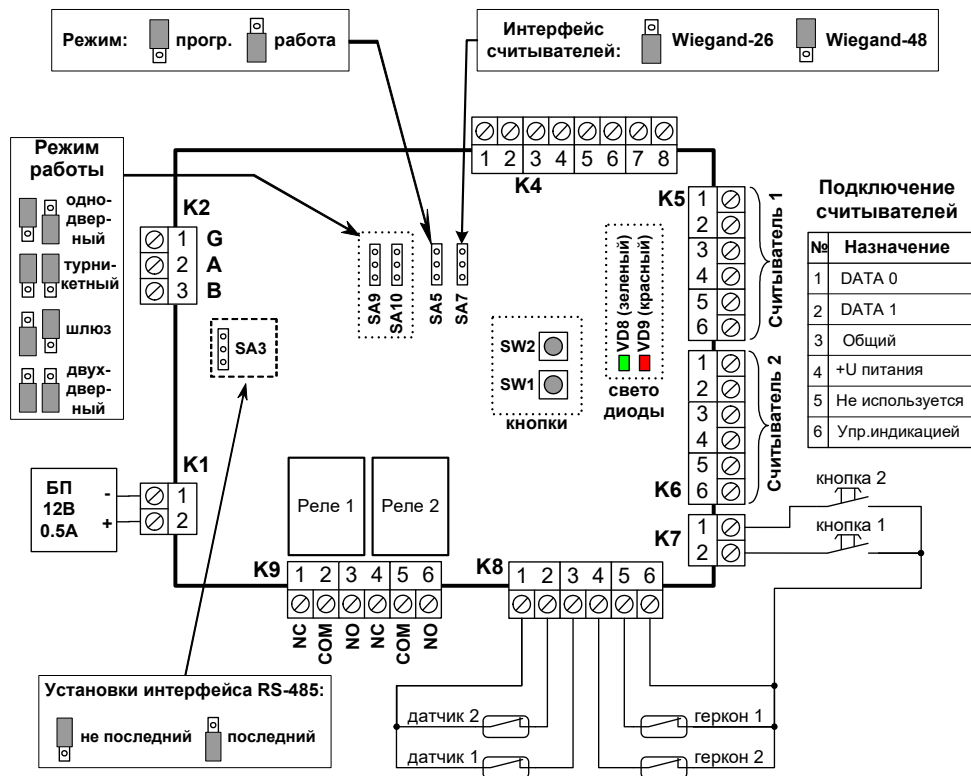 Режим: прогр. работа
Интерфейс
считывателей: Wiegand-26 Wiegand-48
Режим
работы
одно-
двер-
ный
турни-
кетный
шлюз
двух-
двер-
ный
K2
1 G
2 A
3 B
1 2 3 4 5 6 7 8
K4
SA9
SA10
SA5
SA7
SA3
SW2
SW1
кнопки
VD8 (зеленый)
VD9 (красный)
свето
диоды
K5
1
2
3
4
5
6
Считыватель 1
1
2
3
4
5
6
K6
Считыватель 2
Подключение
считывателей
№ Назначение
1 DATA 0
2 DATA 1
3 Общий
4 +U питания
5 Не используется
6 Упр.индикацией
K1
1
2
БП
12В
0.5А
-
+
Реле 1
Реле 2
K7
1
2
кнопка 2
кнопка 1
K9
1 2 3 4 5 6
NC
COM
NO
NC
COM
NO
K8
1 2 3 4 5 6
Установки интерфейса RS-485:
не последний последний
датчик 2
датчик 1
геркон 1
геркон 2